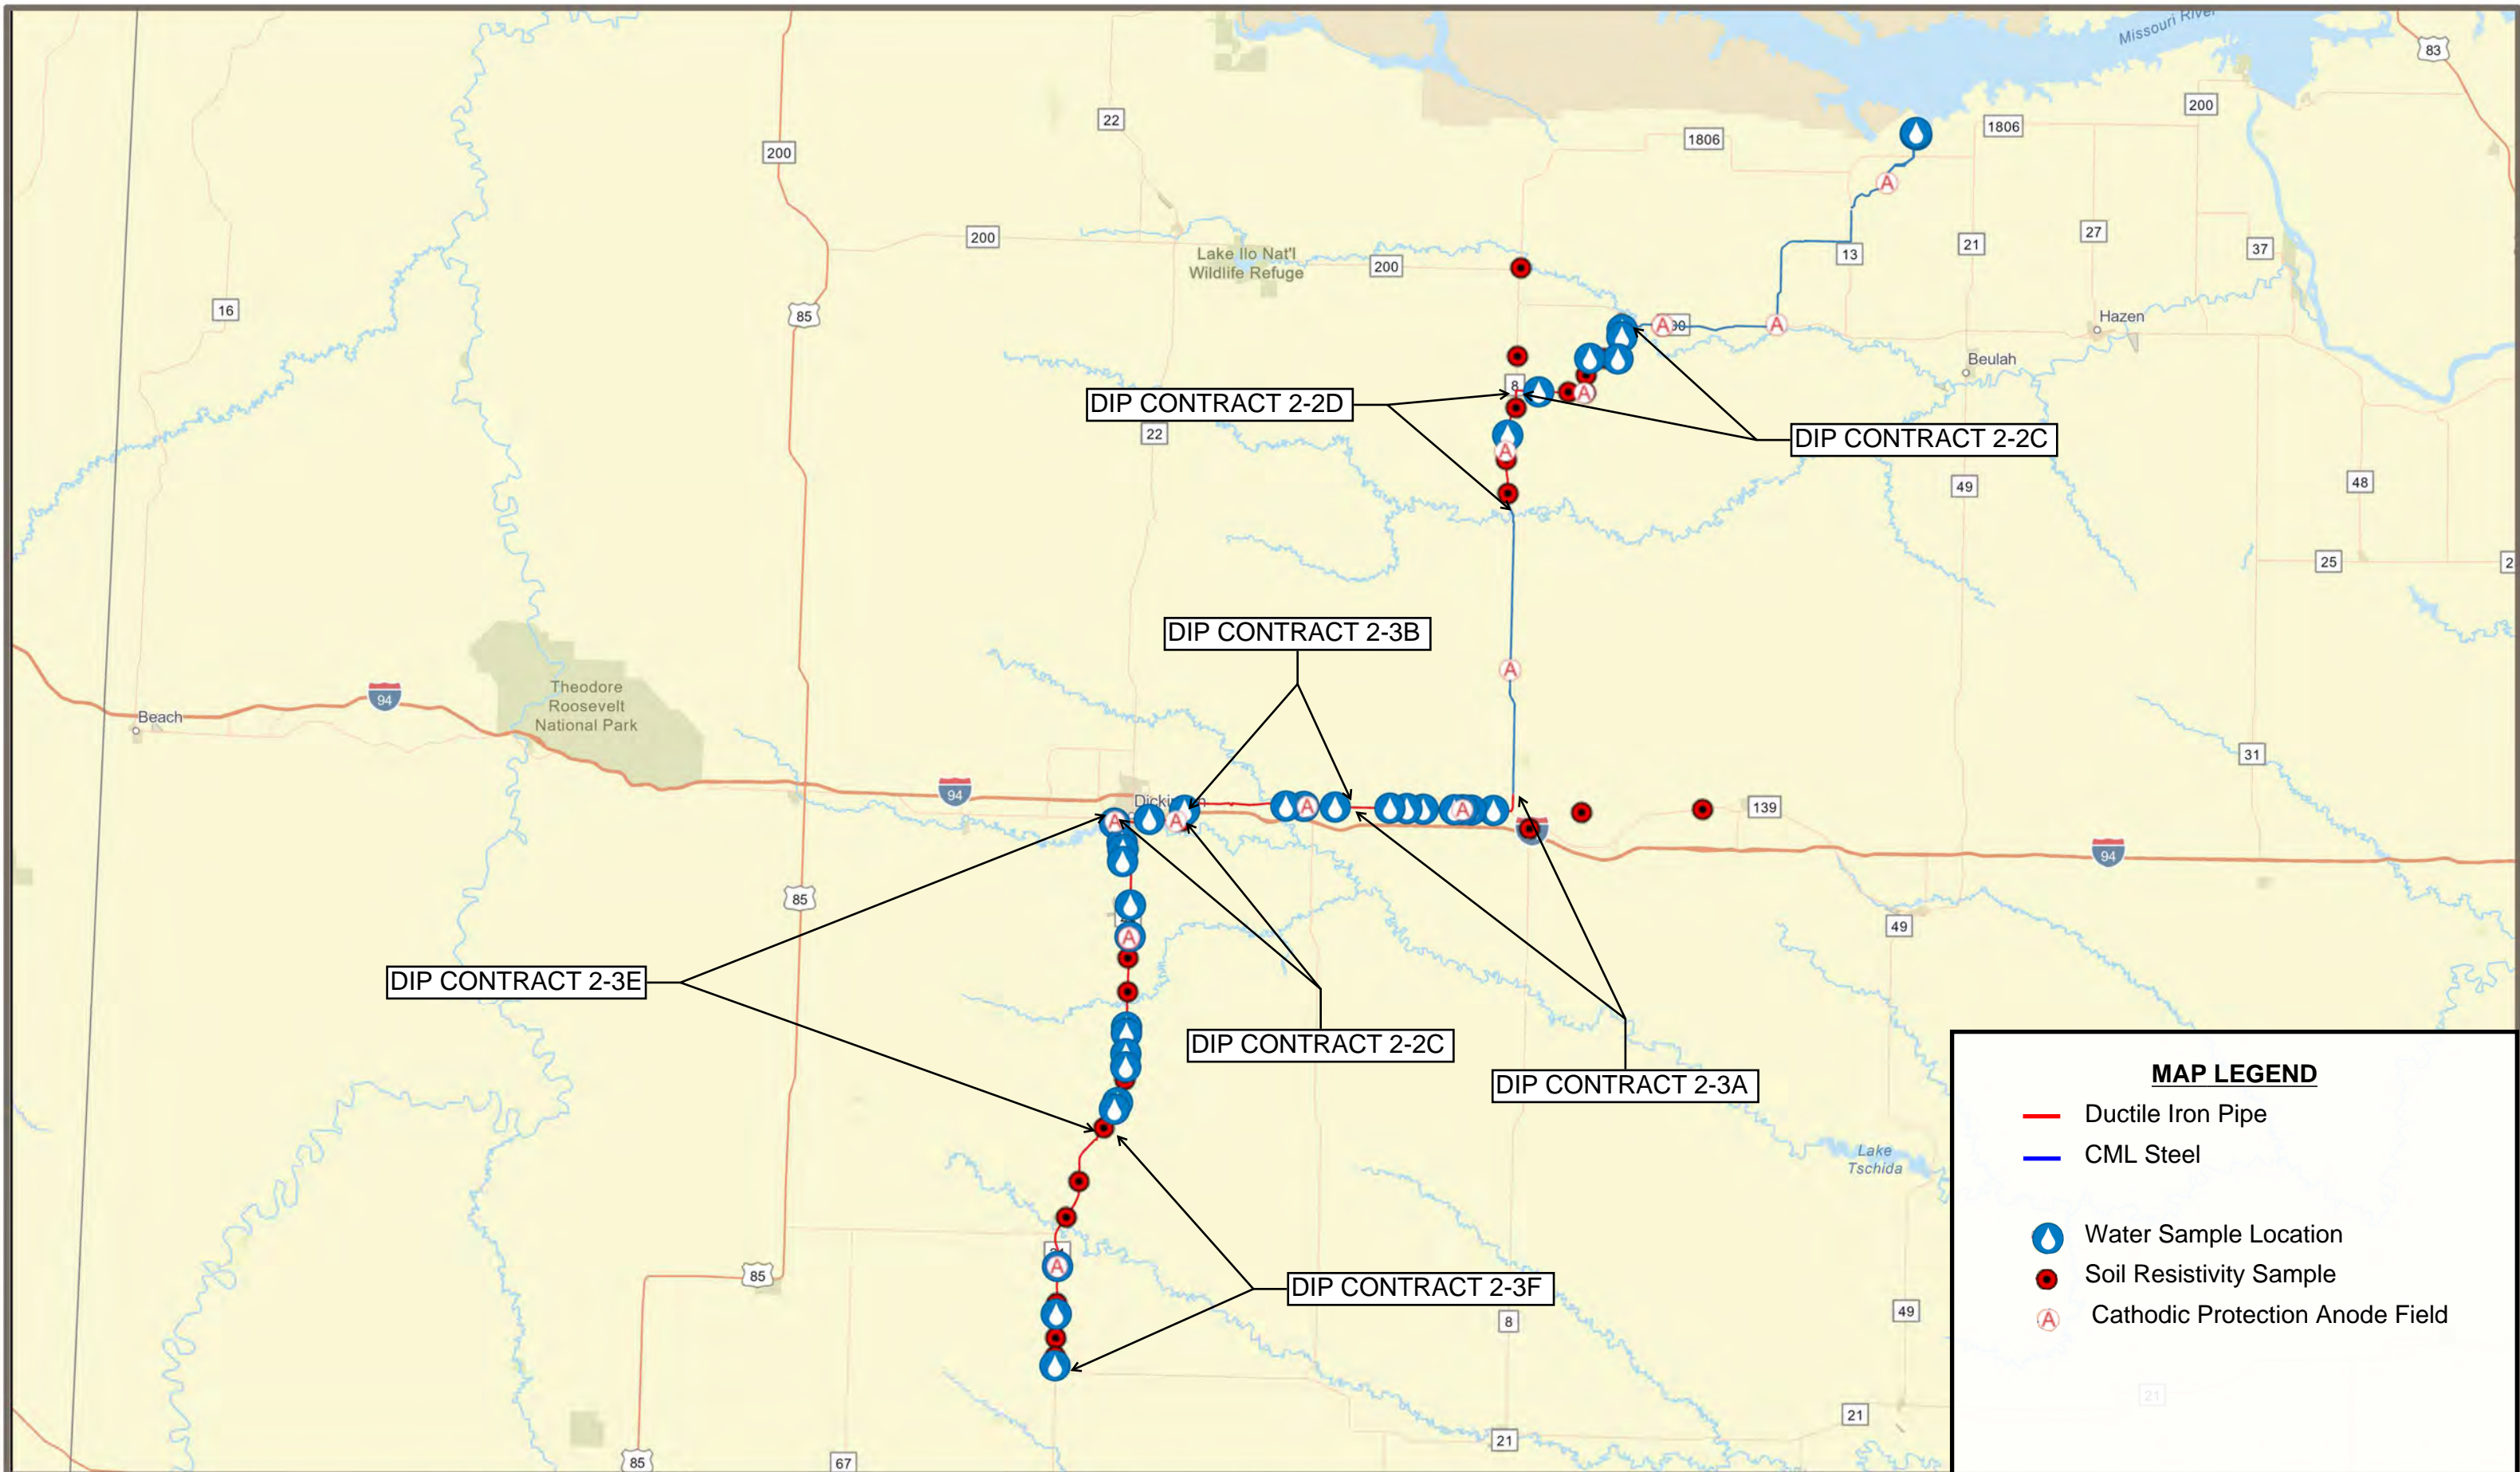 Missouri River
83
22
200
1806
1806
200
200
Lake Ilo Nat'l
Wildlife Refuge
200
13
21
27
37
16
85
A
A
A
Hazen
Beulah
8
A
DIP CONTRACT 2-2D
22
DIP CONTRACT 2-2C
A
49
48
25
DIP CONTRACT 2-3B
A
Theodore
Roosevelt
National Park
94
Beach
31
94
A
A
139
A
A
94
85
49
A
DIP CONTRACT 2-3E
DIP CONTRACT 2-2C
DIP CONTRACT 2-3A
Lake
Tschida
A
85
DIP CONTRACT 2-3F
8
49
21
21
21
85
67
MAP LEGEND
Ductile Iron Pipe
CML Steel
Water Sample Location
Soil Resistivity Sample
A Cathodic Protection Anode Field